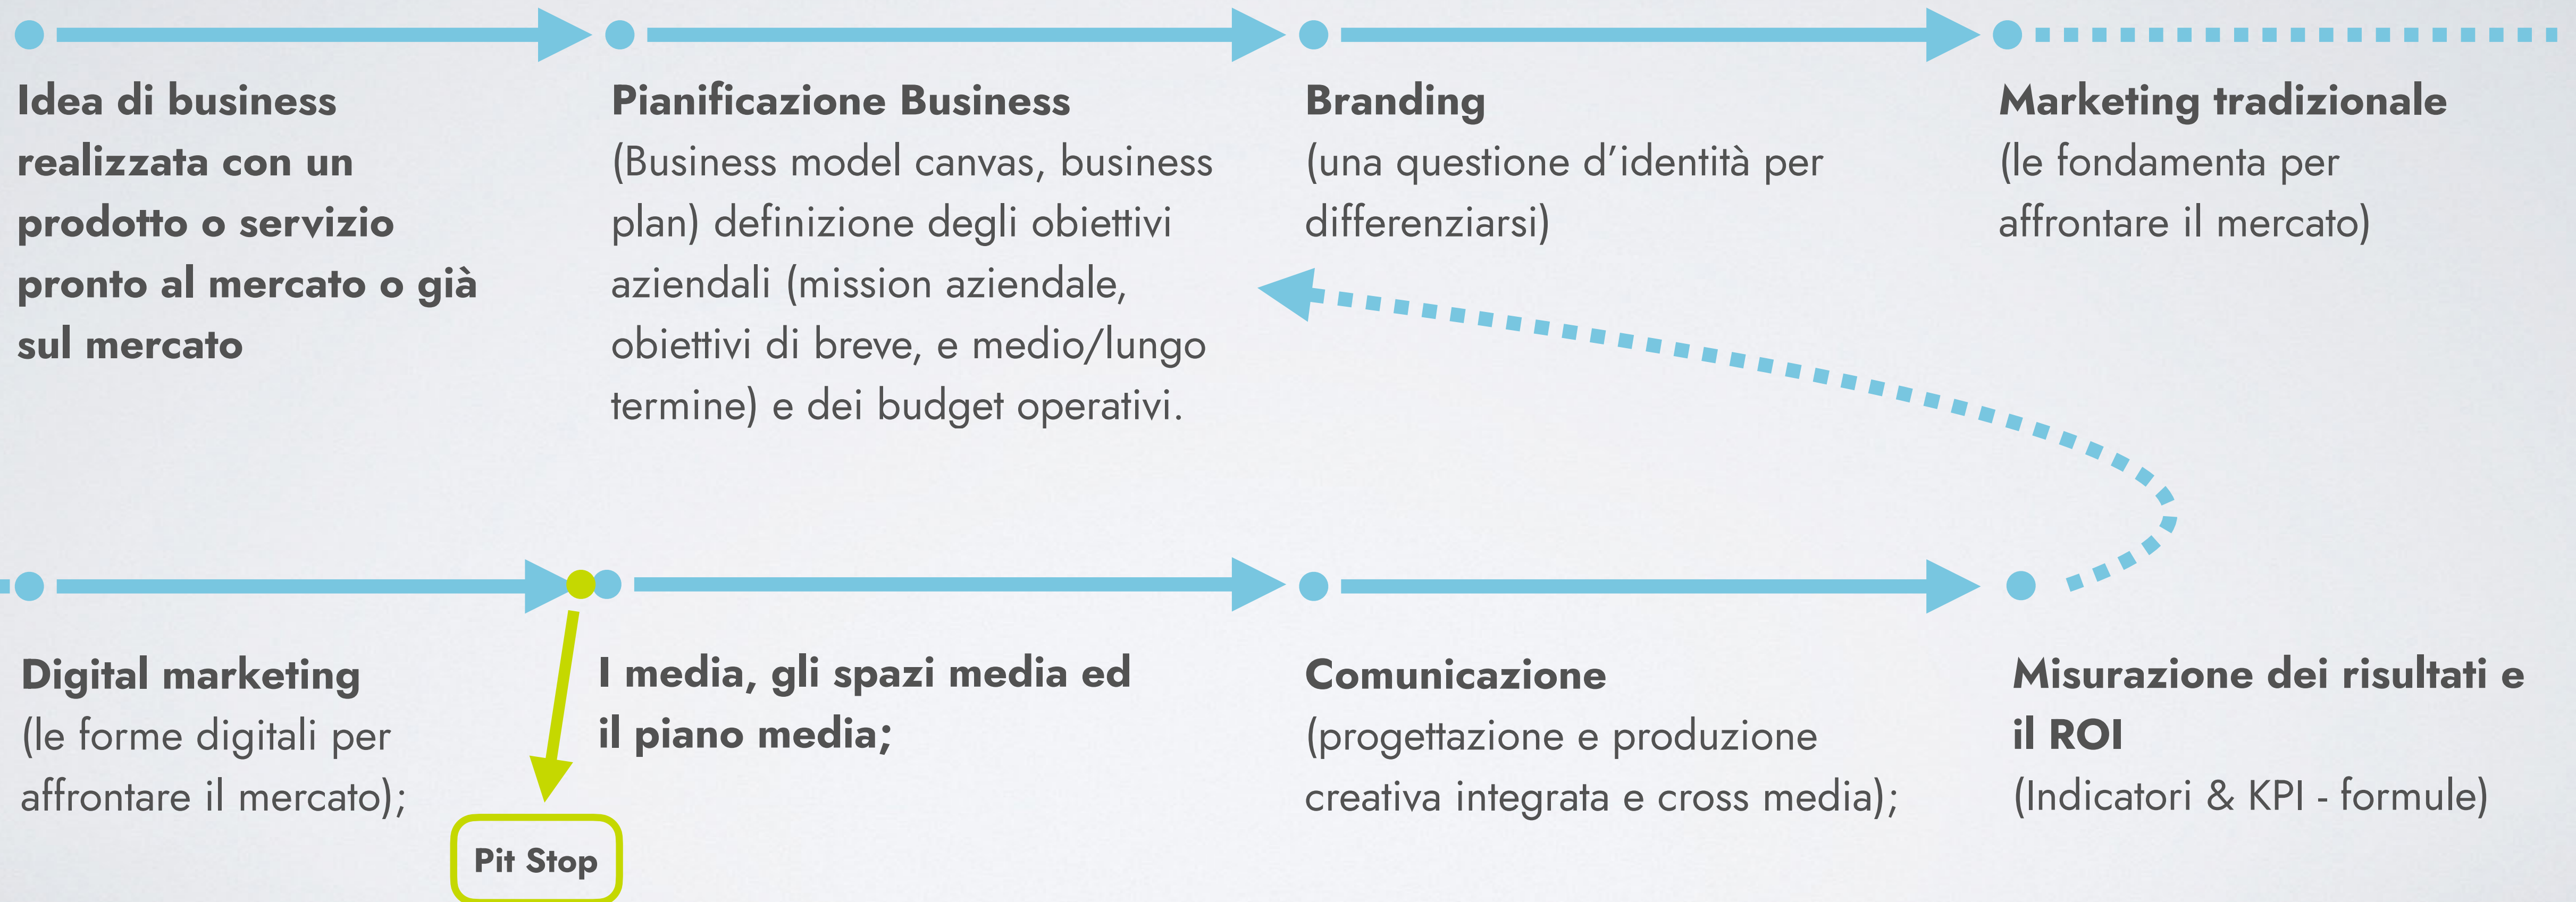 Idea di business
realizzata con un
prodotto o servizio
pronto al mercato o già
sul mercato
Pianificazione Business
(Business model canvas, business
plan) definizione degli obiettivi
aziendali (mission aziendale,
obiettivi di breve, e medio/lungo
termine) e dei budget operativi.
Branding
(una questione d’identità per
differenziarsi)
Marketing tradizionale
(le fondamenta per
affrontare il mercato)
Digital marketing
(le forme digitali per
affrontare il mercato);
Pit Stop
I media, gli spazi media ed
il piano media;
Comunicazione
(progettazione e produzione
creativa integrata e cross media);
Misurazione dei risultati e
il ROI
(Indicatori & KPI - formule)